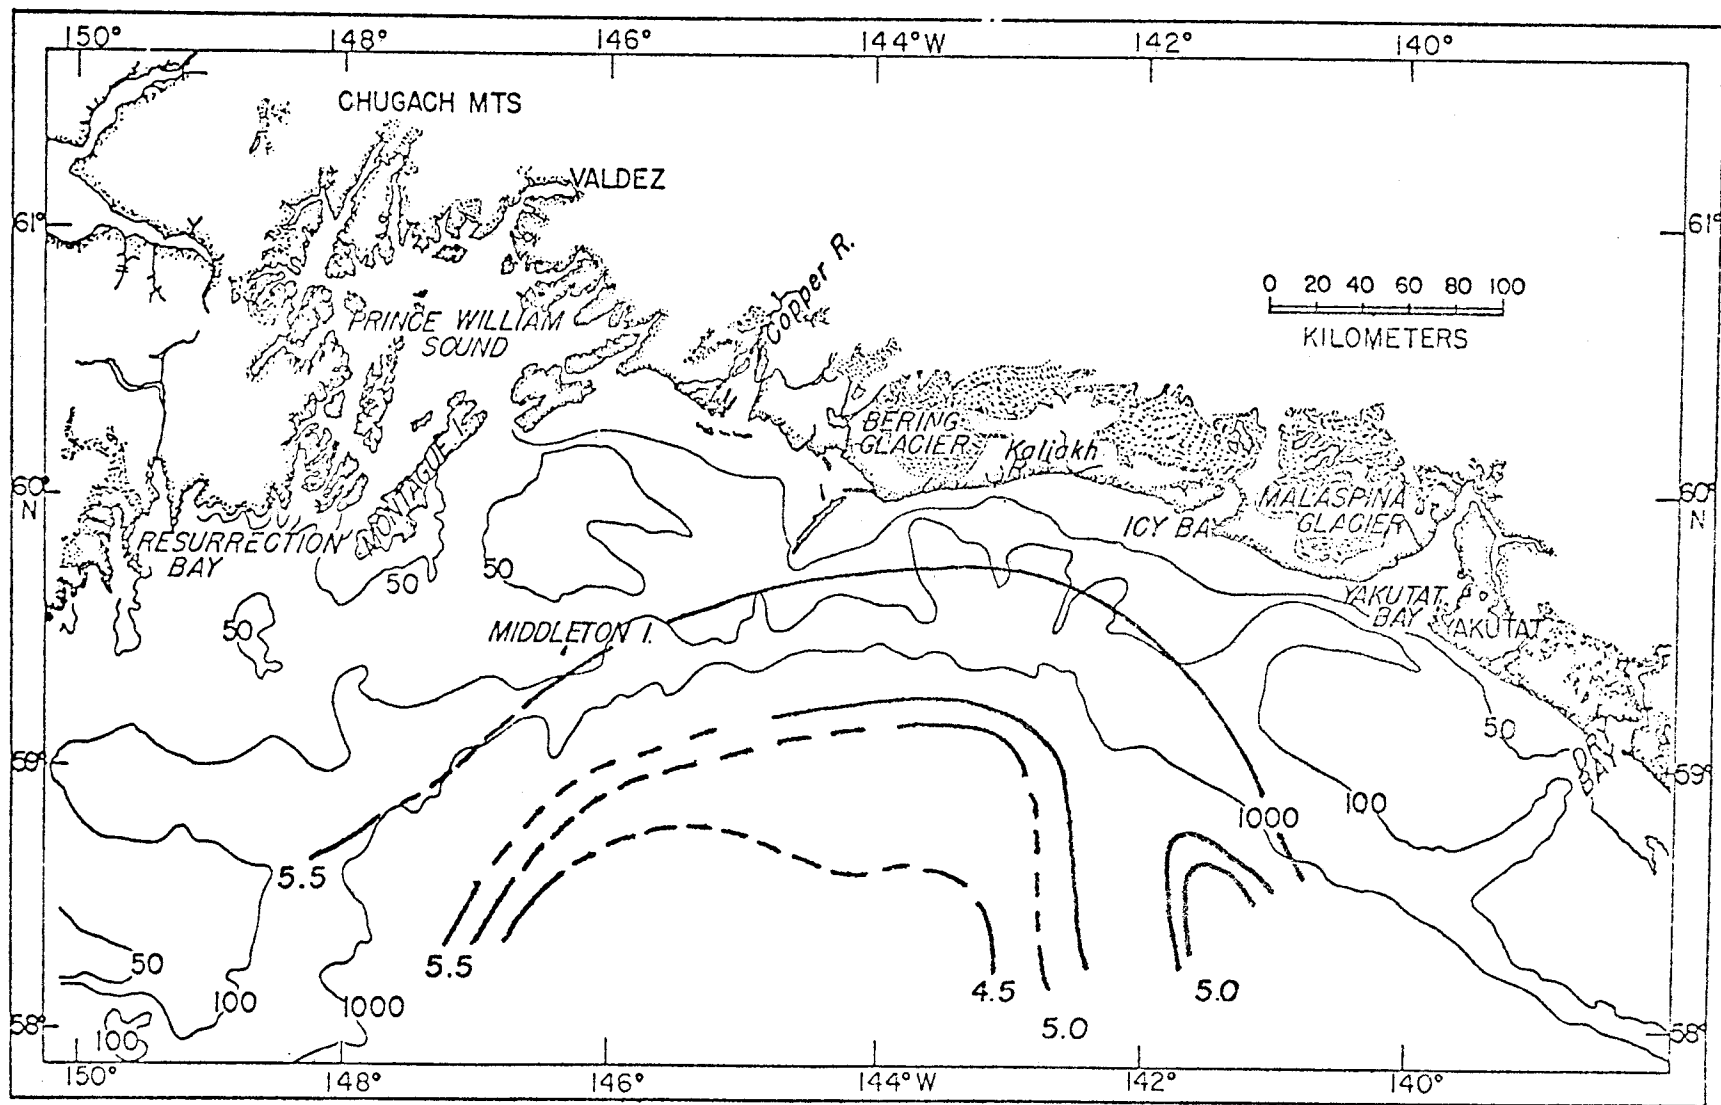 150° 148° 146° 144°W 142° 140°
CHUGACH MTS
VALDEZ
61° 61°
Copper R.
0 20 40 60 80 100
KILOMETERS
PRINCE WILLIAM
SOUND
BERING
GLACIER
Kaliakh
R.
MONTAGUE I.
60° 60°
N N
MALASPINA
GLACIER
ICY BAY
RESURRECTION
BAY
50 50
YAKUTAT
BAY
YAKUTAT
50
MIDDLETON I.
50
DRY
BAY
59° 59°
100
1000
5.5
50
5.5
100
1000
4.5
5.0
5.0
58° 58°
100
150° 148° 146° 144°W 142° 140°